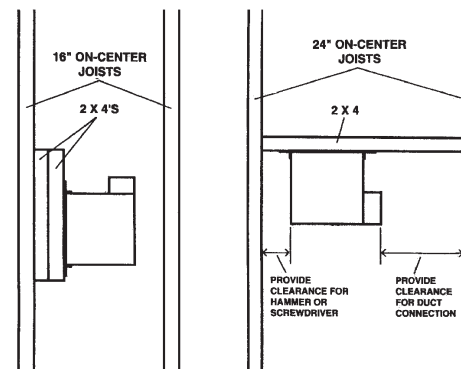 16" ON-CENTER
JOISTS
2 X 4'S
24" ON-CENTER
JOISTS
2 X 4
PROVIDE
CLEARANCE FOR
HAMMER OR
SCREWDRIVER
PROVIDE
CLEARANCE
FOR DUCT
CONNECTION